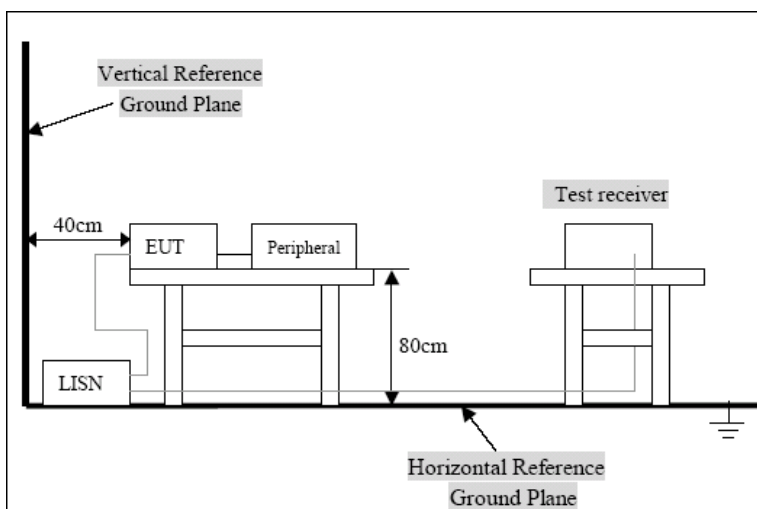 Vertical Reference
Ground Plane
Test receiver
40cm
EUT
Peripheral
80cm
LISN
Horizontal Reference
Ground Plane